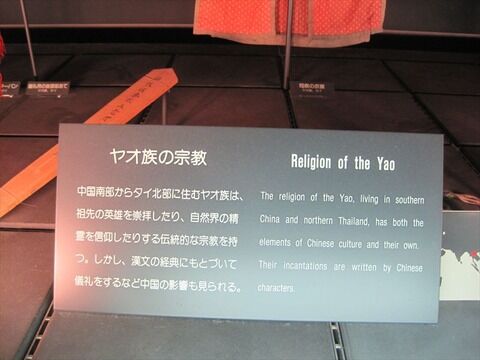 ヤオ族の宗教
中国南部からタイ北部に住むヤオ族は、
祖先の英雄を崇拝したり、自然界の精
霊を信仰したりする伝統的な宗教を持
つ。しかし、漢文の経典にもとづいて
儀礼をするなど中国の影響も見られる。
Religion of the Yao
The religion of the Yao, living in southern
China and northern Thailand, has both the
elements of Chinese culture and their own.
Their incantations are written by Chinese
characters.